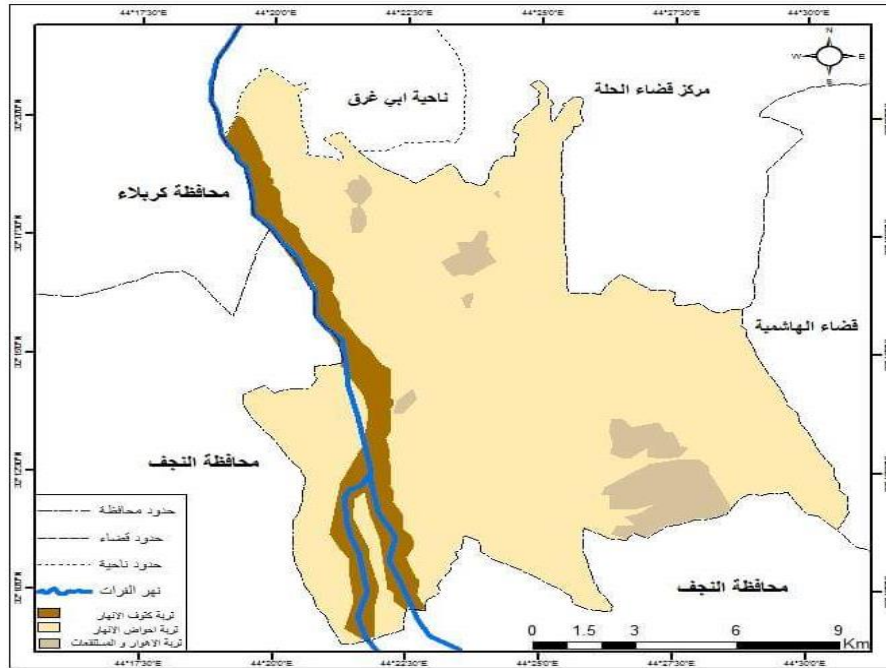 44°17'30"E 44°20'0"E 44°22'30"E 44°25'0"E 44°27'30"E 44°30'0"E
N
W E
S
ناحية ابي غرق
مركز قضاء الحلة
محافظة كربلاء
قضاء الهاشمية
محافظة النجف
محافظة النجف
حدود محافظة
حدود قضاء
حدود ناحية
نهر الفرات
تربة كتوف الانهار
تربة احواض الانهار
تربة الاهوار و المستنقعات
0 1.5 3 6 9
44°17'30"E 44°20'0"E 44°22'30"E 44°25'0"E 44°27'30"E 44°30'0"E